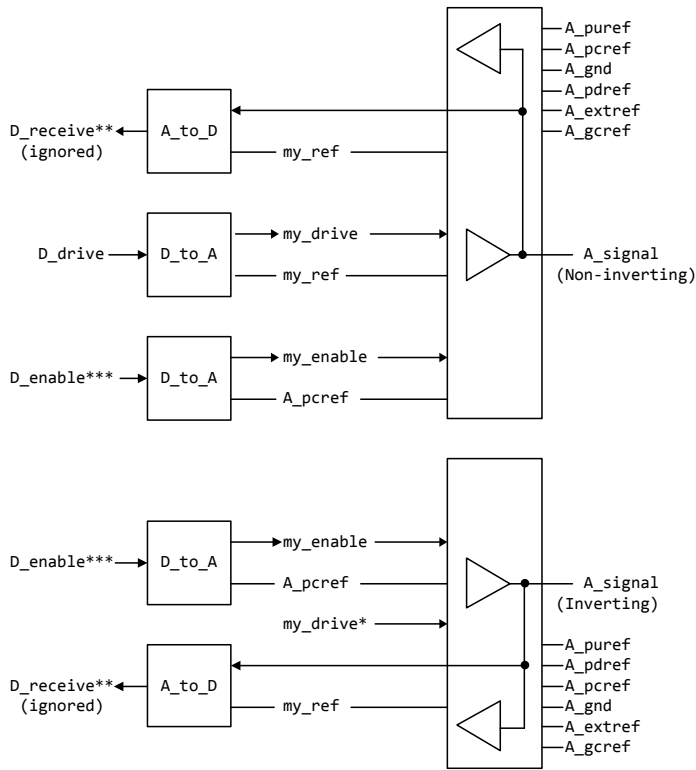 A_puref
A_pcref
A_gnd
A_pdref
A_extref
A_gcref
D_receive**
(ignored)
A_to_D
my_ref
D_drive
D_to_A
my_drive
my_ref
A_signal
(Non-inverting)
D_enable***
D_to_A
my_enable
A_pcref
D_enable***
D_to_A
my_enable
A_pcref
my_drive*
A_signal
(Inverting)
D_receive**
(ignored)
A_to_D
my_ref
A_puref
A_pdref
A_pcref
A_gnd
A_extref
A_gcref